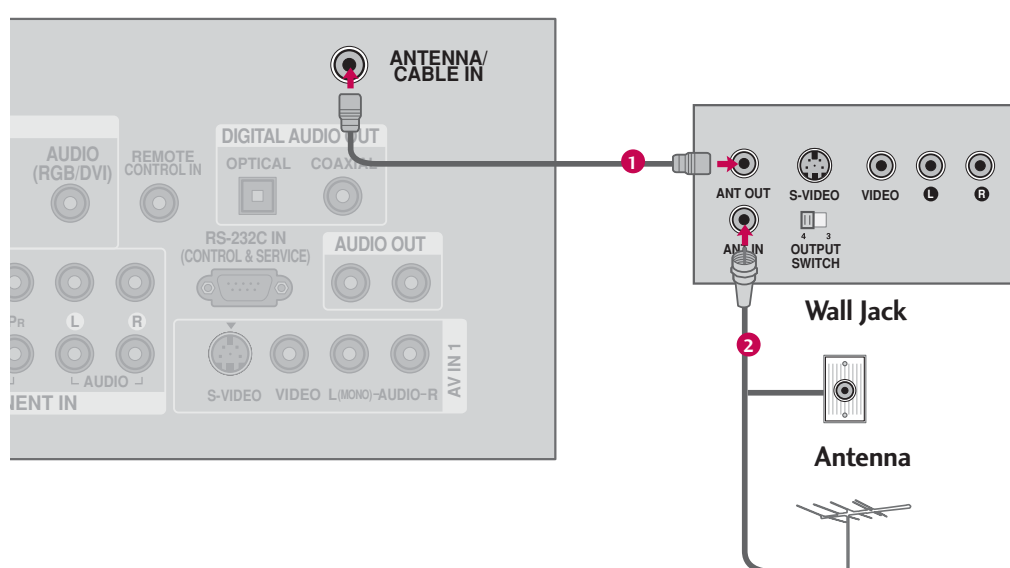 ANTENNA/
CABLE IN
AUDIO
(RGB/DVI)
REMOTE
CONTROL IN
DIGITAL AUDIO OUT
OPTICAL
COAXIAL
RS-232C IN
(CONTROL & SERVICE)
AUDIO OUT
PR
L
R
AUDIO
NENT IN
S-VIDEO
VIDEO
L(MONO)
AUDIO
R
AV IN 1
1
ANT OUT
S-VIDEO
VIDEO
L
R
ANT IN
4
3
OUTPUT
SWITCH
2
Wall Jack
Antenna